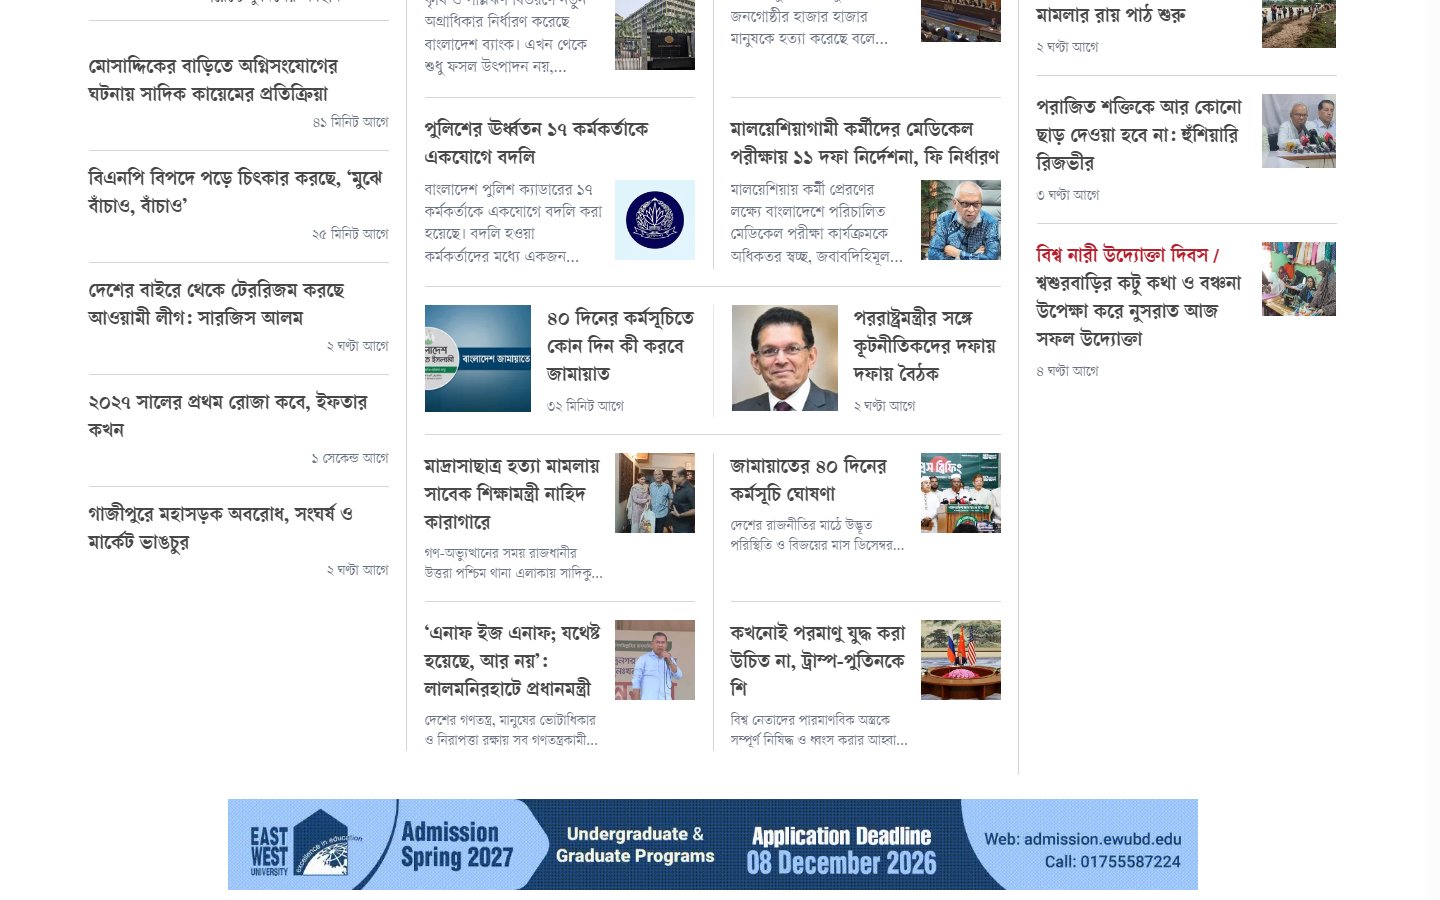 মোসাদ্দিকের বাড়িতে অগ্নিসংযোগের
ঘটনায় সাদিক কায়েমের প্রতিক্রিয়া
৪১ মিনিট আগে
বিএনপি বিপদে পড়ে চিৎকার করছে, ‘মুঝে
বাঁচাও, বাঁচাও’
২৫ মিনিট আগে
দেশের বাইরে থেকে টেররিজম করছে
আওয়ামী লীগ: সারজিস আলম
২ ঘণ্টা আগে
২০২৭ সালের প্রথম রোজা কবে, ইফতার
কখন
১ সেকেন্ড আগে
গাজীপুরে মহাসড়ক অবরোধ, সংঘর্ষ ও
মার্কেট ভাঙচুর
২ ঘণ্টা আগে
অগ্রাধিকার নির্ধারণ করেছে
বাংলাদেশ ব্যাংক। এখন থেকে
শুধু ফসল উৎপাদন নয়,...
জনগোষ্ঠীর হাজার হাজার
মানুষকে হত্যা করেছে বলে...
পুলিশের ঊর্ধ্বতন ১৭ কর্মকর্তাকে
একযোগে বদলি
বাংলাদেশ পুলিশ ক্যাডারের ১৭
কর্মকর্তাকে একযোগে বদলি করা
হয়েছে। বদলি হওয়া
কর্মকর্তাদের মধ্যে একজন...
মালয়েশিয়াগামী কর্মীদের মেডিকেল
পরীক্ষায় ১১ দফা নির্দেশনা, ফি নির্ধারণ
মালয়েশিয়ায় কর্মী প্রেরণের
লক্ষ্যে বাংলাদেশে পরিচালিত
মেডিকেল পরীক্ষা কার্যক্রমকে
অধিকতর স্বচ্ছ, জবাবদিহিমূল...
৪০ দিনের কর্মসূচিতে
কোন দিন কী করবে
জামায়াত
৩২ মিনিট আগে
বাংলাদেশ জামায়াতে
পররাষ্ট্রমন্ত্রীর সঙ্গে
কূটনীতিকদের দফায়
দফায় বৈঠক
২ ঘণ্টা আগে
মাদ্রাসাছাত্র হত্যা মামলায়
সাবেক শিক্ষামন্ত্রী নাহিদ
কারাগারে
গণ-অভ্যুত্থানের সময় রাজধানীর
উত্তরা পশ্চিম থানা এলাকায় সাদিকু...
জামায়াতের ৪০ দিনের
কর্মসূচি ঘোষণা
দেশের রাজনীতির মাঠে উদ্ভূত
পরিস্থিতি ও বিজয়ের মাস ডিসেম্বর...
‘এনাফ ইজ এনাফ; যথেষ্ট
হয়েছে, আর নয়’:
লালমনিরহাটে প্রধানমন্ত্রী
দেশের গণতন্ত্র, মানুষের ভোটাধিকার
ও নিরাপত্তা রক্ষায় সব গণতন্ত্রকামী...
কখনোই পরমাণু যুদ্ধ করা
উচিত না, ট্রাম্প-পুতিনকে
শি
বিশ্ব নেতাদের পারমাণবিক অস্ত্রকে
সম্পূর্ণ নিষিদ্ধ ও ধ্বংস করার আহ্বা...
মামলার রায় পাঠ শুরু
২ ঘণ্টা আগে
পরাজিত শক্তিকে আর কোনো
ছাড় দেওয়া হবে না: হুঁশিয়ারি
রিজভীর
৩ ঘণ্টা আগে
বিশ্ব নারী উদ্যোক্তা দিবস /
শ্বশুরবাড়ির কটু কথা ও বঞ্চনা
উপেক্ষা করে নুসরাত আজ
সফল উদ্যোক্তা
৪ ঘণ্টা আগে
EAST
WEST
UNIVERSITY
Excellence in education
Admission
Spring 2027
Undergraduate &
Graduate Programs
Application Deadline
08 December 2026
Web: admission.ewubd.edu
Call: 01755587224